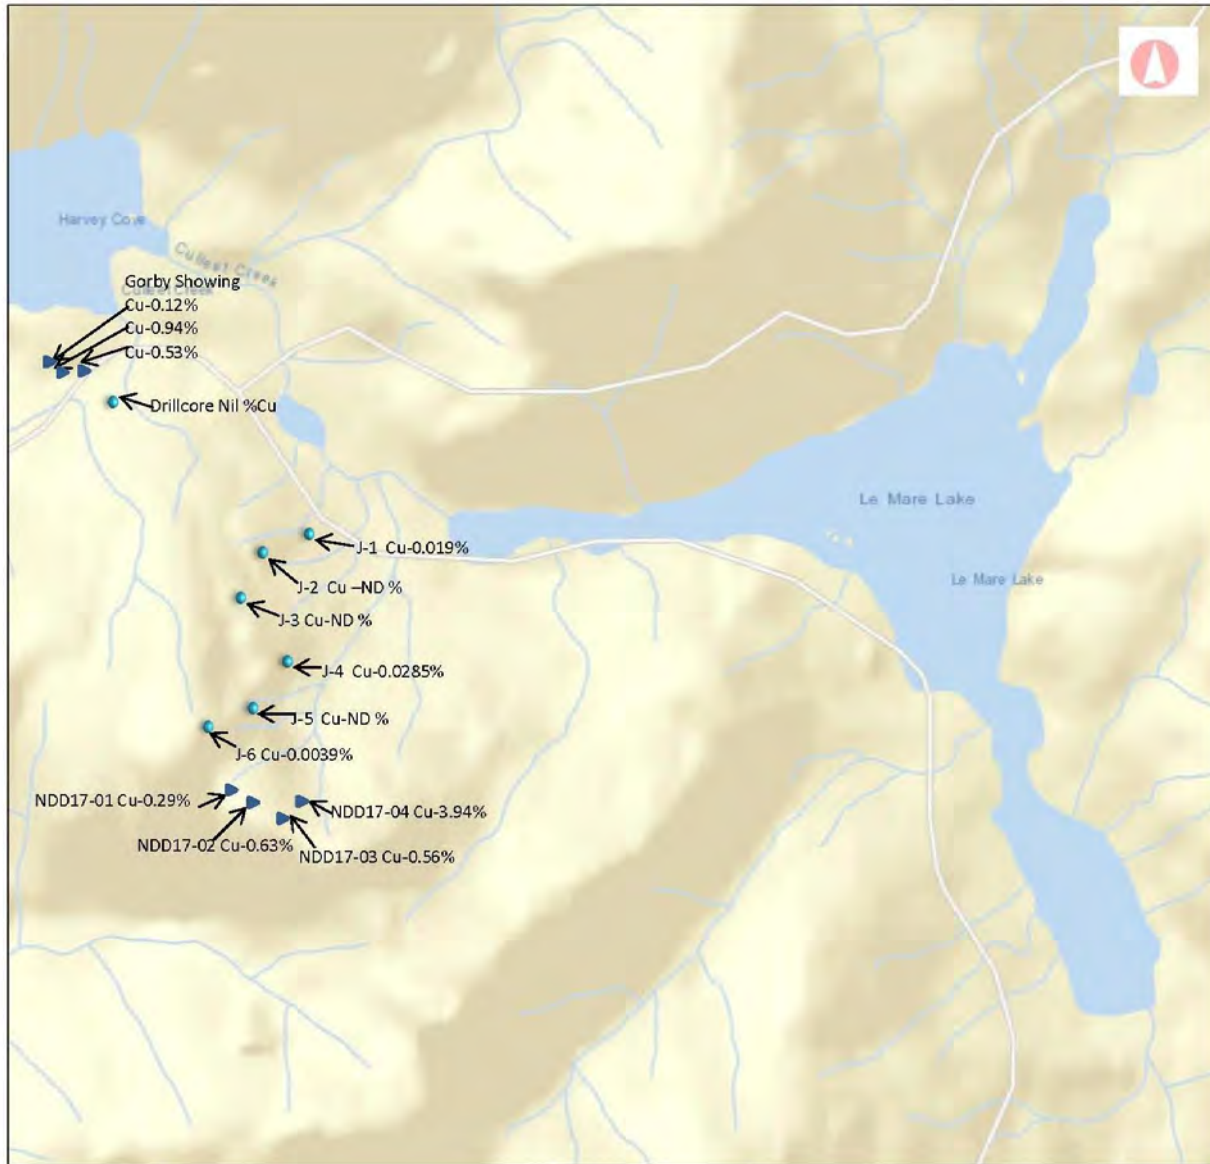 Harvey Cove
Cullest Creek
Gorby Showing
Cullest Creek
Cu-0.12%
Cu-0.94%
Cu-0.53%
Drillcore Nil %Cu
Le Mare Lake
J-1 Cu-0.019%
J-2 Cu –ND %
Le Mare Lake
J-3 Cu-ND %
J-4 Cu-0.0285%
J-5 Cu-ND %
J-6 Cu-0.0039%
NDD17-01 Cu-0.29%
NDD17-04 Cu-3.94%
NDD17-02 Cu-0.63%
NDD17-03 Cu-0.56%